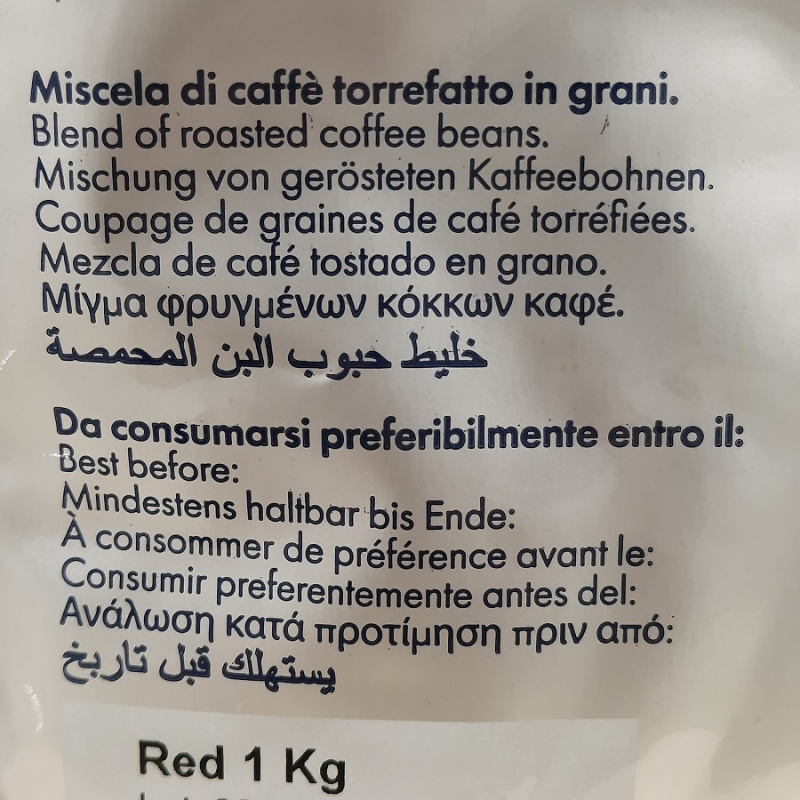 Miscela di caffè torrefatto in grani.
Blend of roasted coffee beans.
Mischung von gerösteten Kaffeebohnen.
Coupage de graines de café torréfiées.
Mezcla de café tostado en grano.
Μίγμα φρυγμένων κόκκων καφέ.
خليط حبوب البن المحمصة
Da consumarsi preferibilmente entro il:
Best before:
Mindestens haltbar bis Ende:
À consommer de préférence avant le:
Consumir preferentemente antes del:
Ανάλωση κατά προτίμηση πριν από:
يستهلك قبل تاريخ
Red 1 Kg